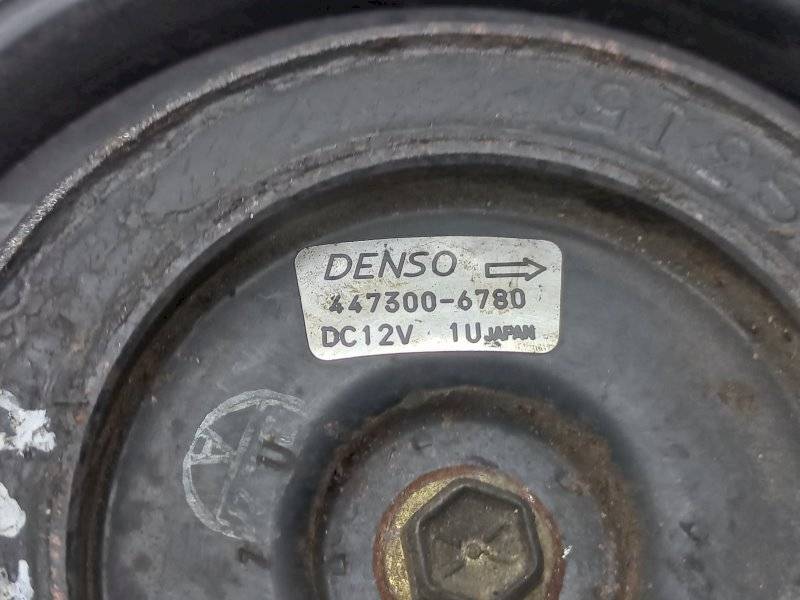 DENSO
447300-6780
DC12V 1U JAPAN
A
U